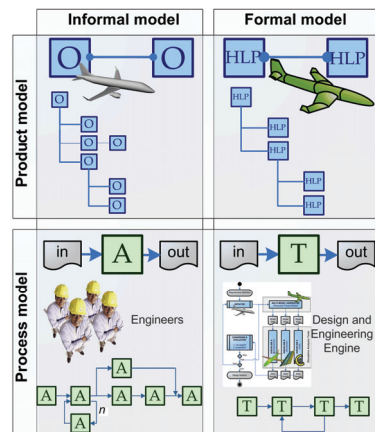 Informal model
Formal model
Product model
O O
HLP HLP
O
O
O O
O
O
O
HLP
HLP
HLP
HLP
HLP
Process model
in A out
in T out
Engineers
Design and
Engineering
Engine
A
A A A A A
n
A
T T T T